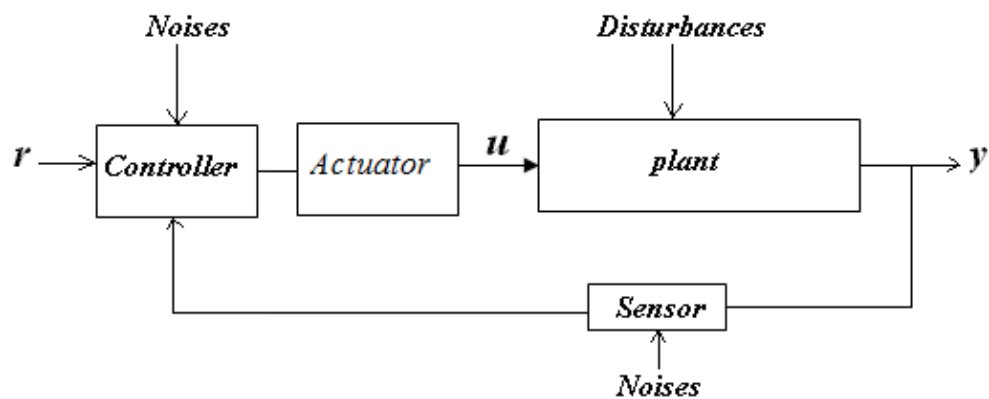 Noises
Disturbances
r
Controller
Actuator
u
plant
y
Sensor
Noises